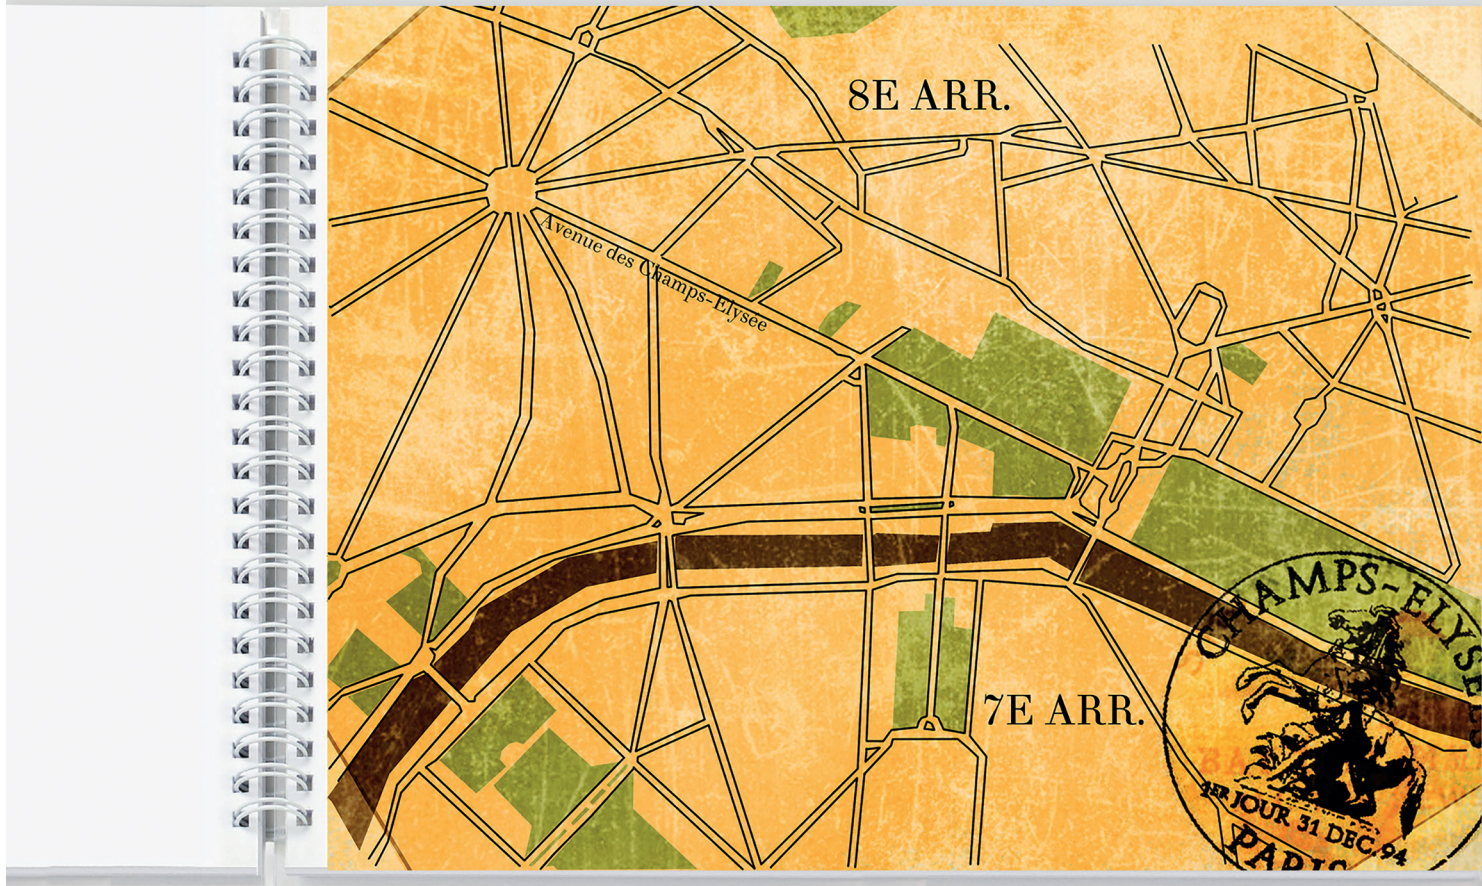 8E ARR.
Avenue des Champs-Elysée
7E ARR.
CHAMPS-ELYSE
1ER JOUR 31 DEC. 94
PARIS